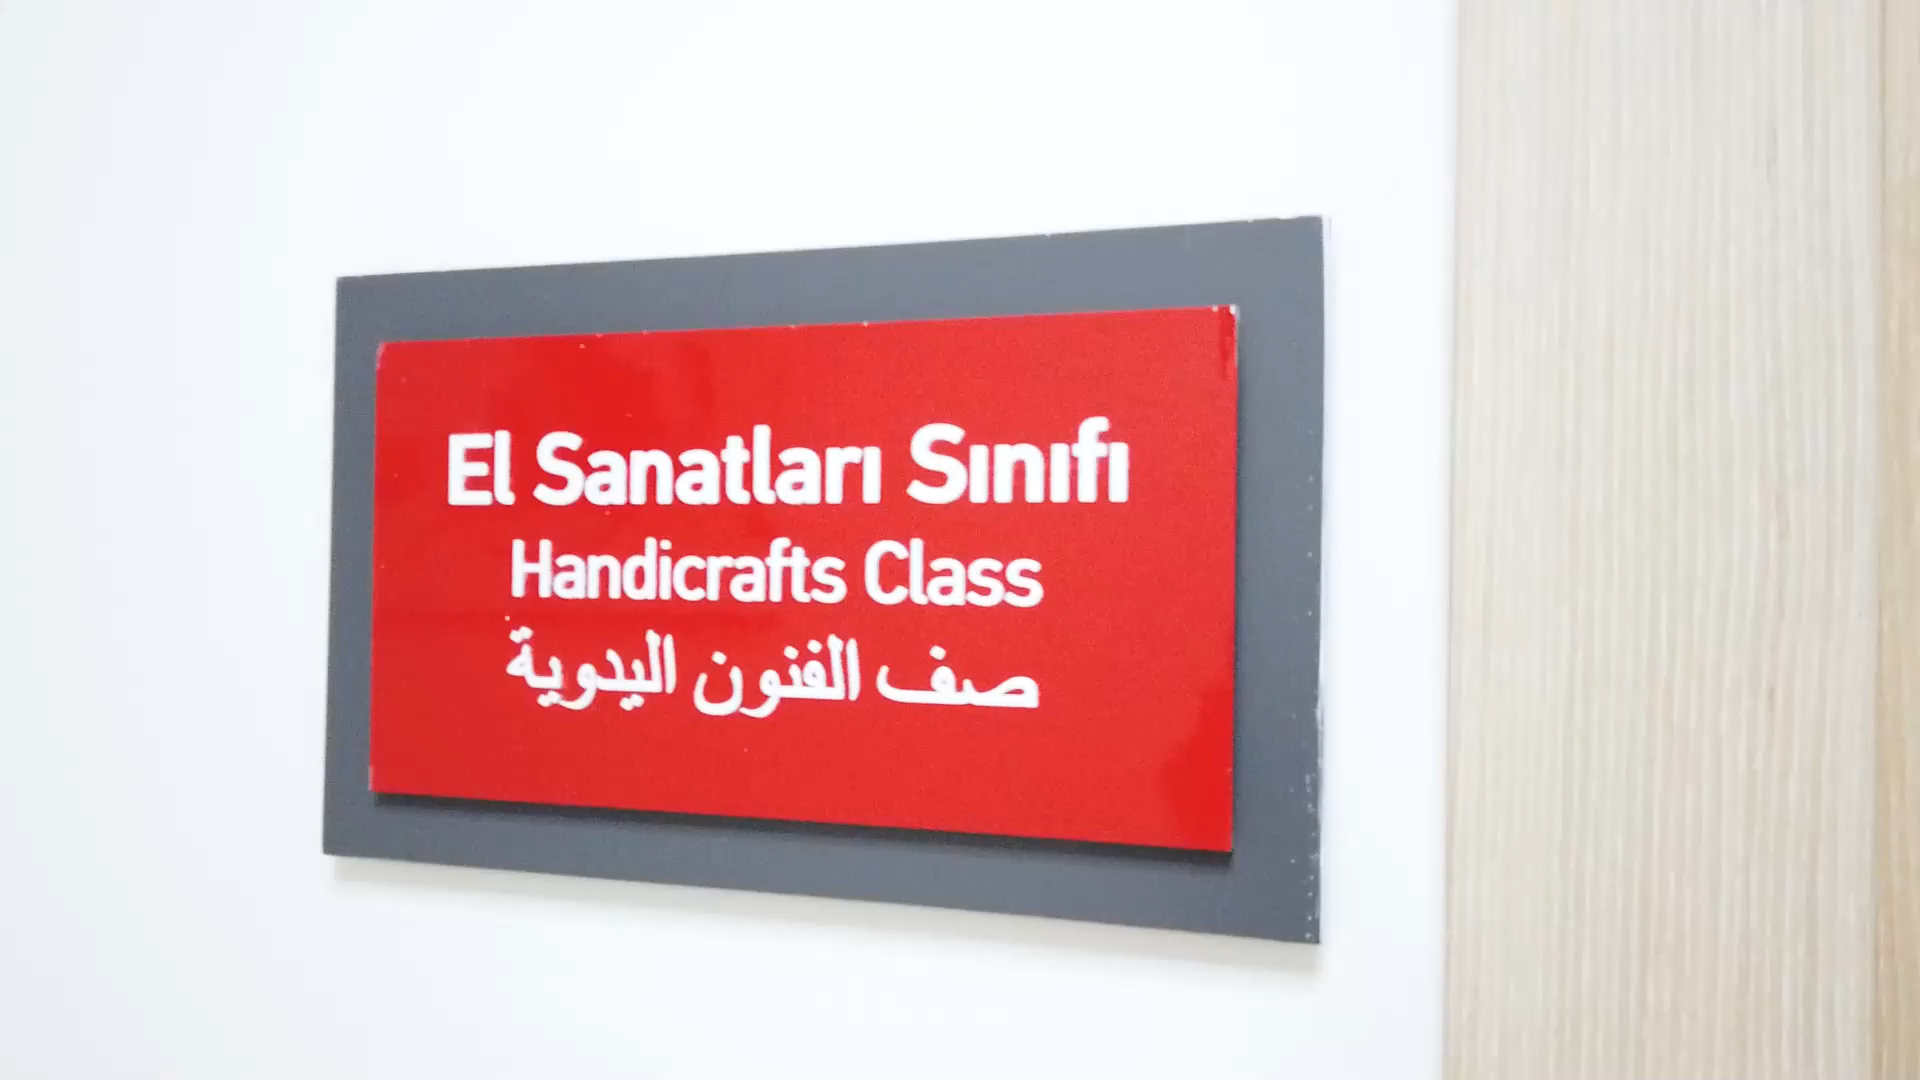 El Sanatları Sınıfı
Handicrafts Class
صف الفنون اليدوية